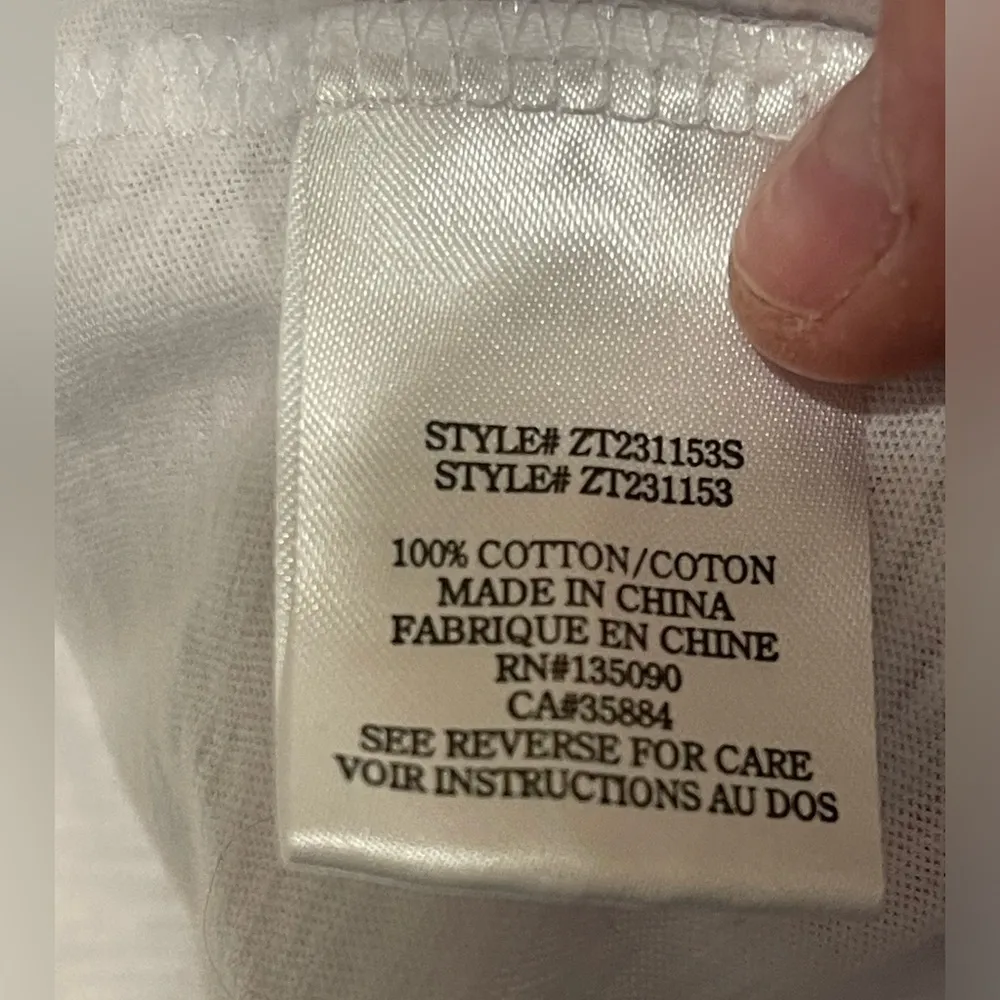 STYLE# ZT231153S
STYLE# ZT231153
100% COTTON/COTON
MADE IN CHINA
FABRIQUE EN CHINE
RN#135090
CA#35884
SEE REVERSE FOR CARE
VOIR INSTRUCTIONS AU DOS